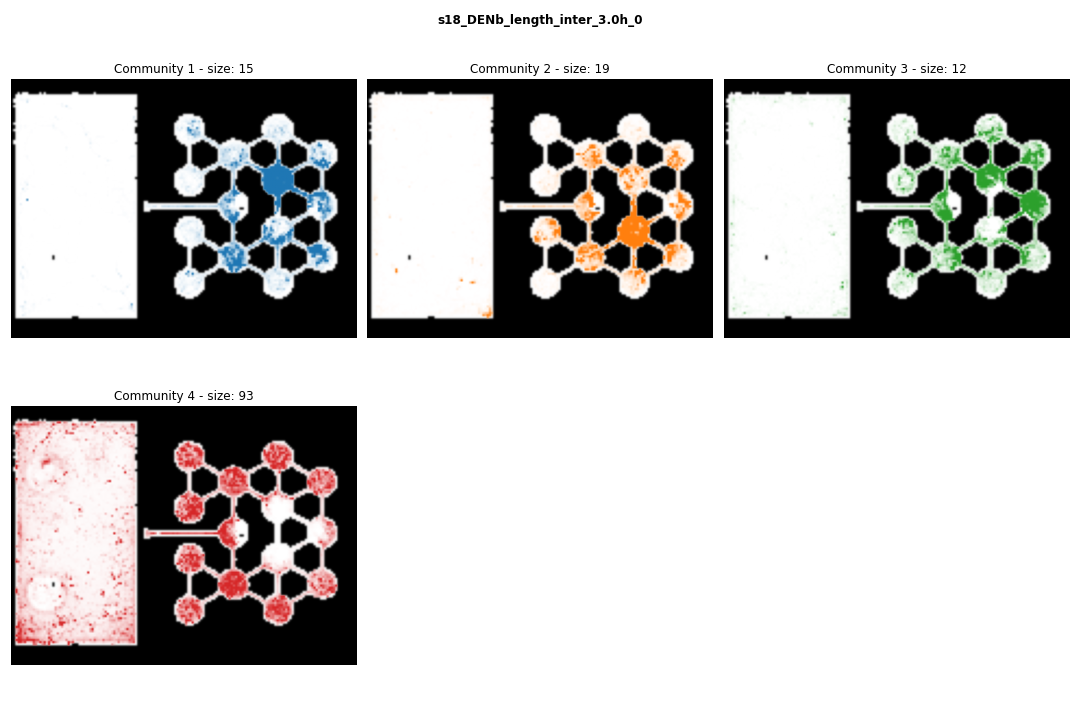 s18_DENb_length_inter_3.0h_0
Community 1 - size: 15
Community 2 - size: 19
Community 3 - size: 12
Community 4 - size: 93